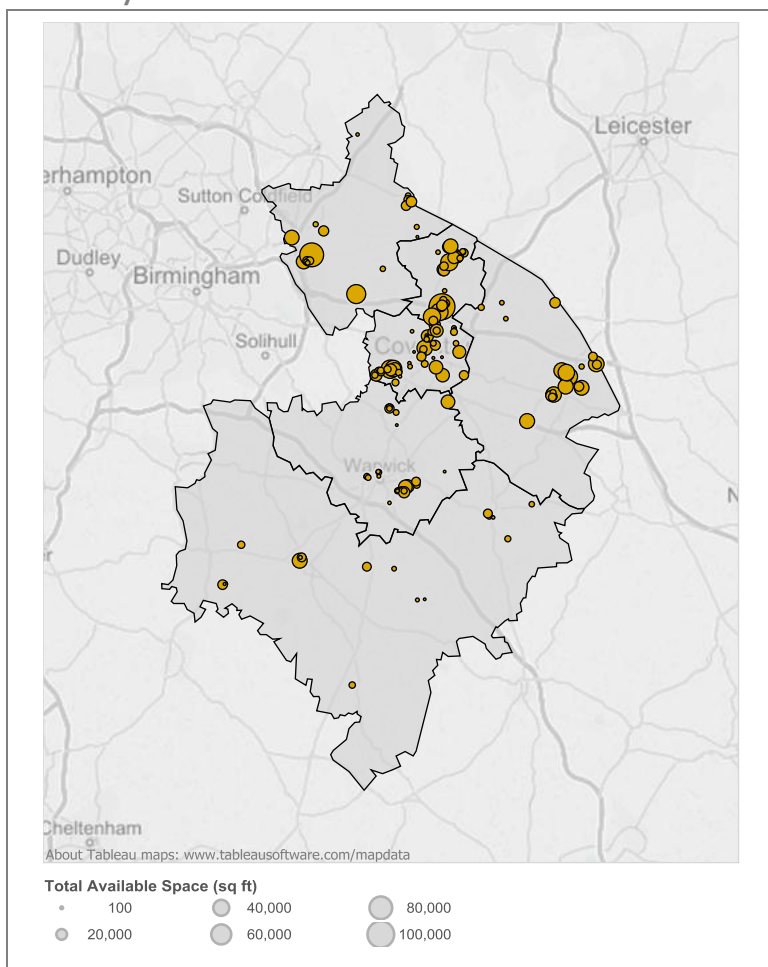 Leicester
erhampton
Sutton Coldfield
Dudley
Birmingham
Solihull
Warwick
N
Cheltenham
About Tableau maps: www.tableausoftware.com/mapdata
Total Available Space (sq ft)
100
40,000
80,000
20,000
60,000
100,000